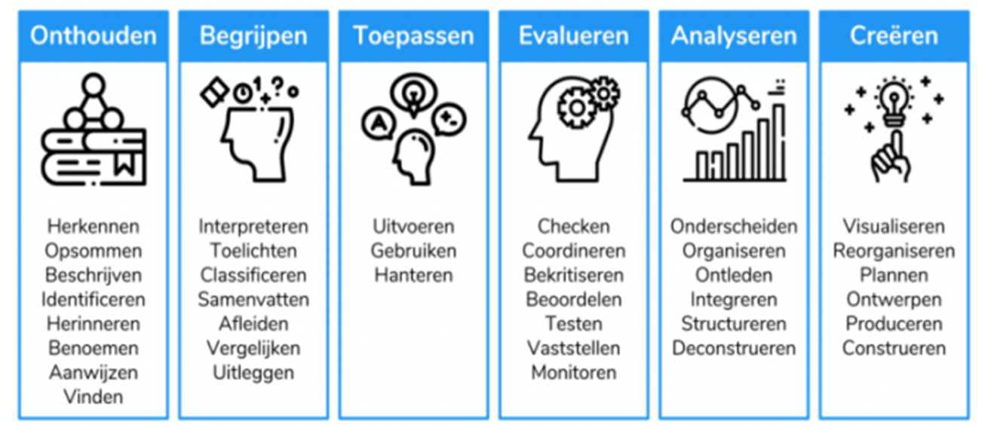 Onthouden
Herkennen
Opsommen
Beschrijven
Identificeren
Herinneren
Benoemen
Aanwijzen
Vinden
Begrijpen
Interpreteren
Toelichten
Classificeren
Samenvatten
Afleiden
Vergelijken
Uitleggen
Toepassen
Uitvoeren
Gebruiken
Hanteren
Evalueren
Checken
Coordineren
Bekritiseren
Beoordelen
Testen
Vaststellen
Monitoren
Analyseren
Onderscheiden
Organiseren
Ontleden
Integreren
Structureren
Deconstrueren
Creëren
Visualiseren
Reorganiseren
Plannen
Ontwerpen
Produceren
Construeren